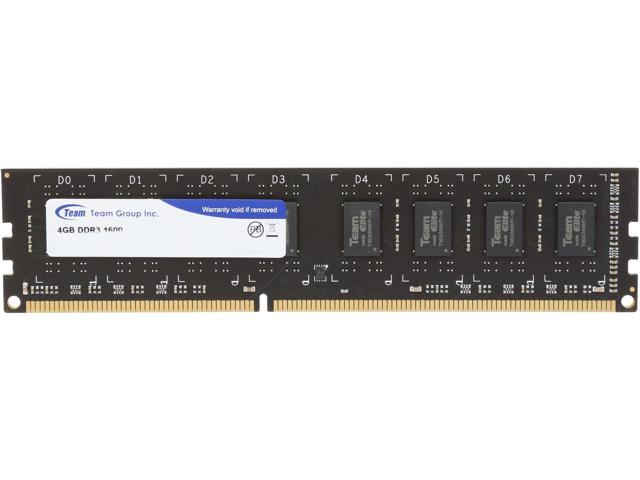 D0 D1 D2 D3 D4 D5 D6 D7
Team Team Group Inc. Warranty void if removed
4GB DDR3 1600
Team Team Team Team
Elite Elite Elite Elite